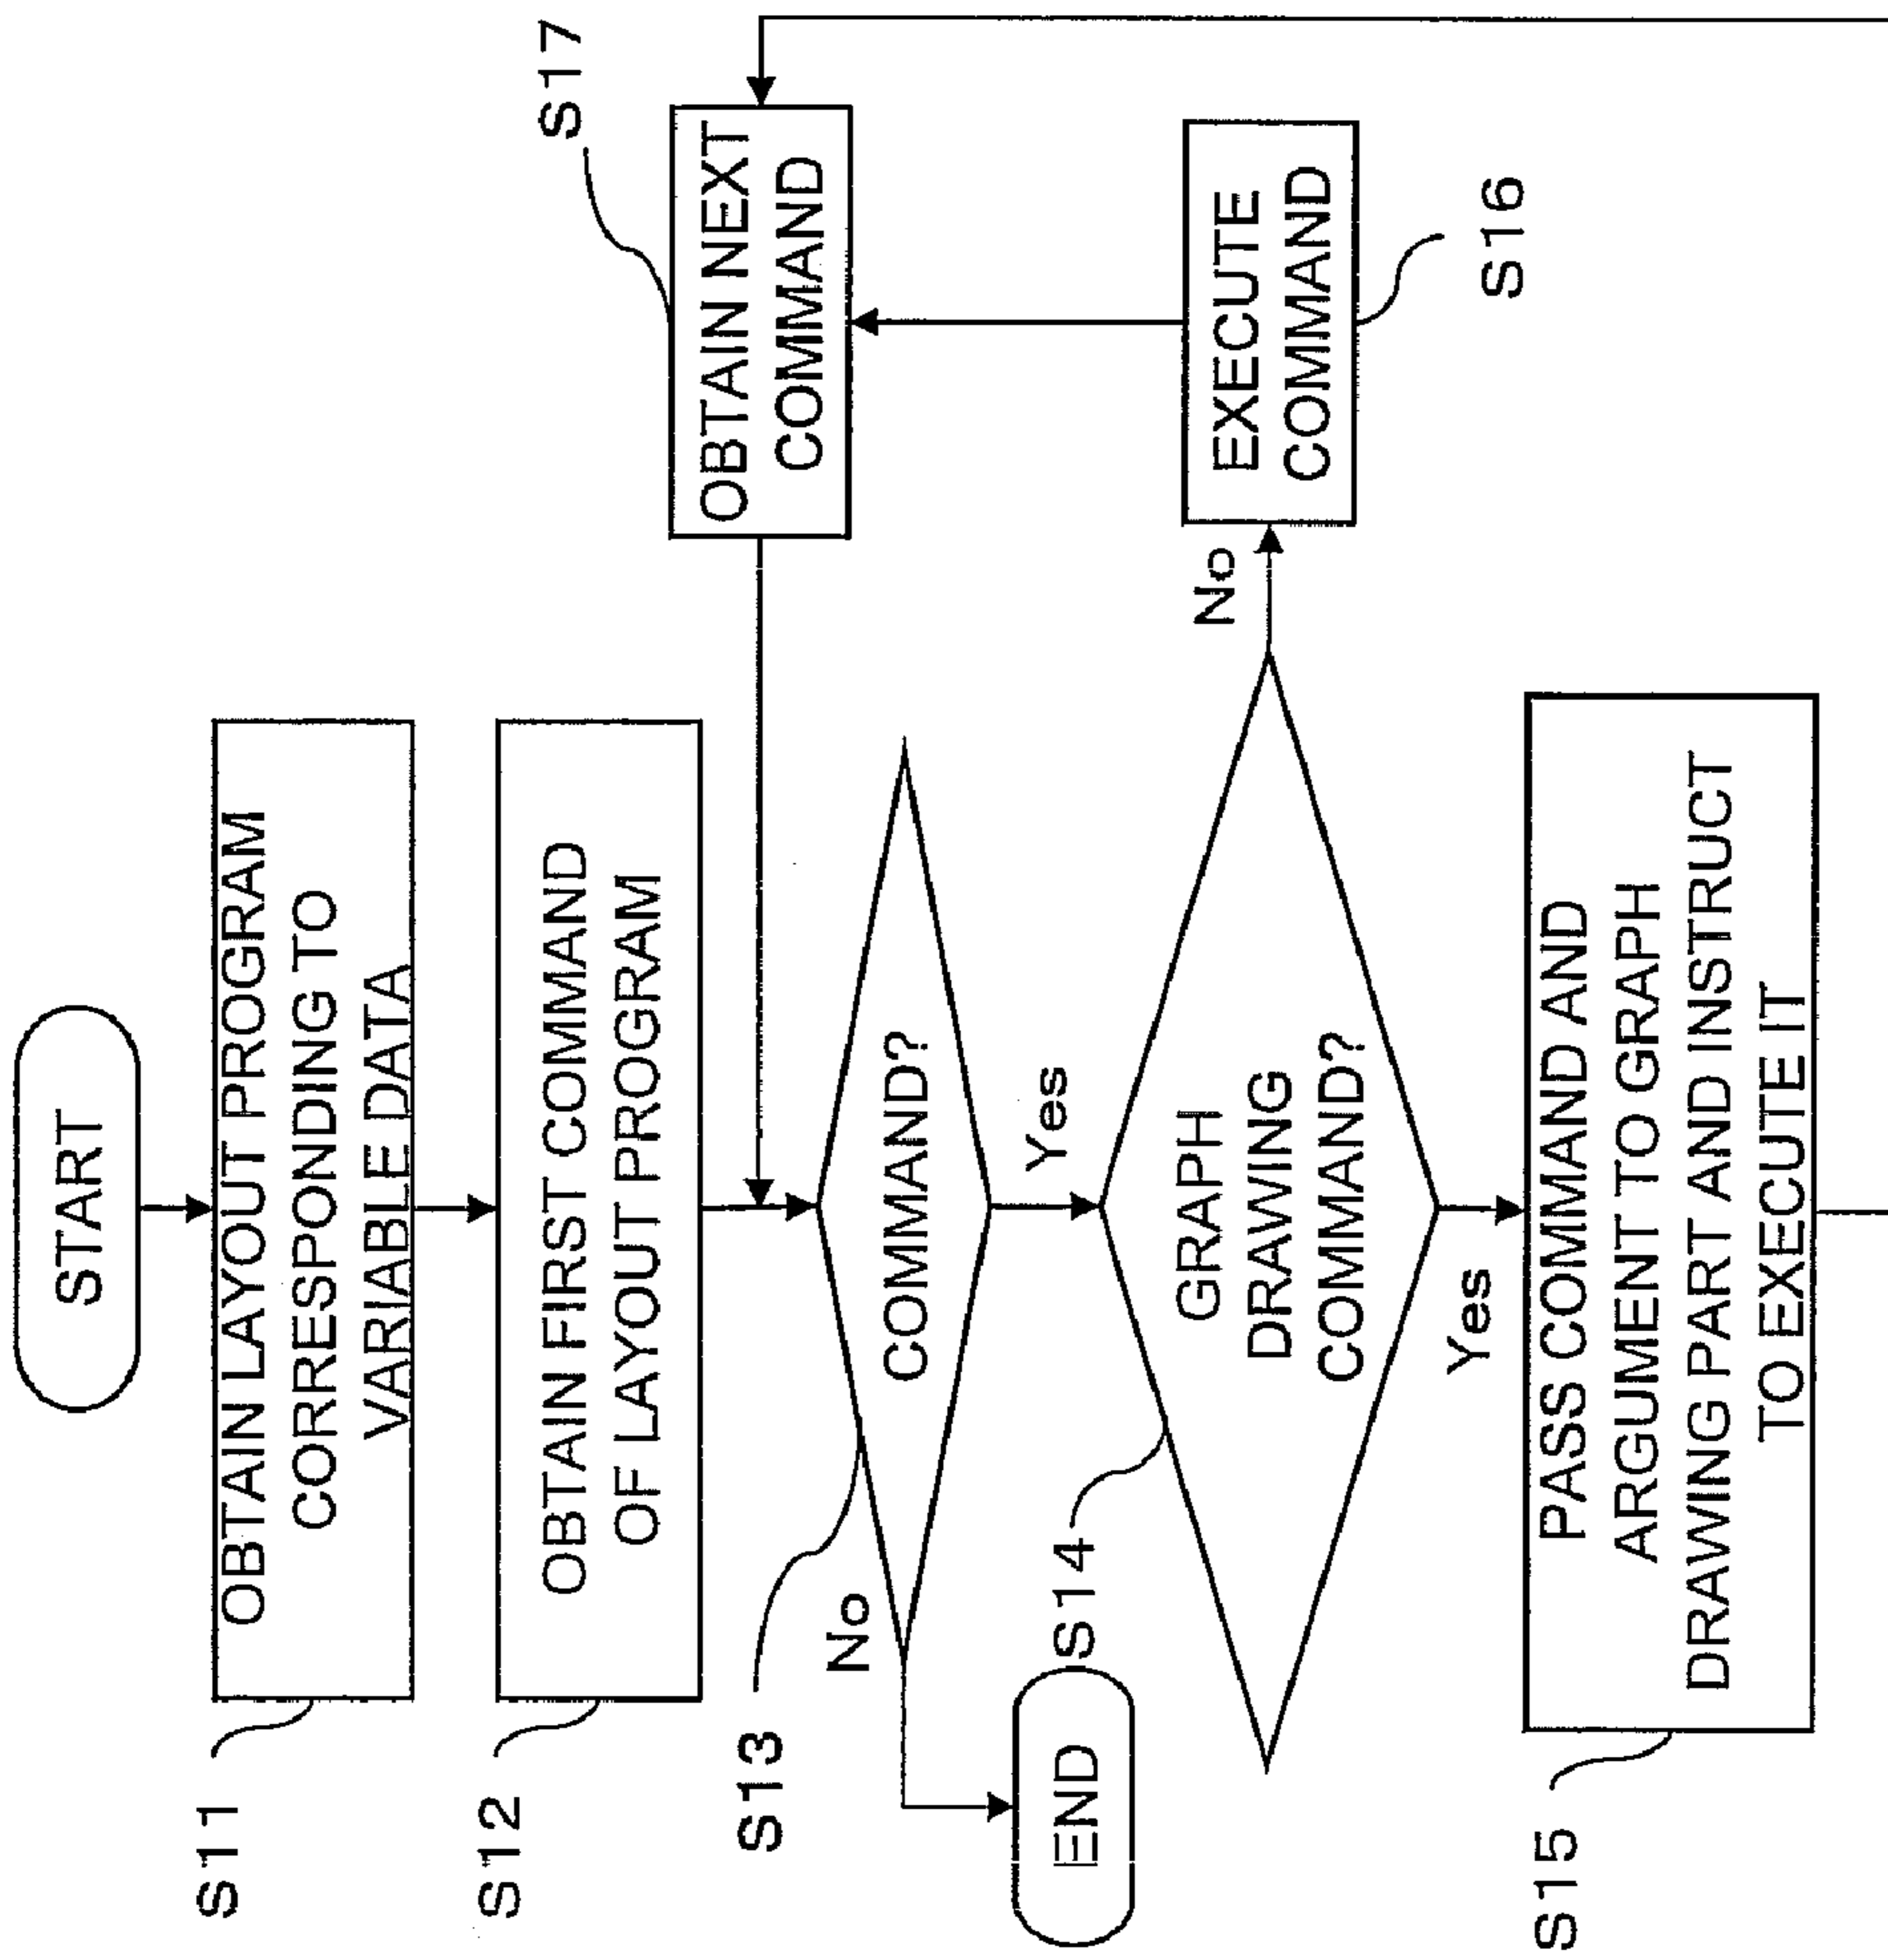 START
S11
OBTAIN LAYOUT PROGRAM
CORRESPONDING TO
VARIABLE DATA
S12
OBTAIN FIRST COMMAND
OF LAYOUT PROGRAM
S17
OBTAIN NEXT
COMMAND
S13
COMMAND?
No
Yes
END
S14
GRAPH
DRAWING
COMMAND?
No
EXECUTE
COMMAND
S16
Yes
S15
PASS COMMAND AND
ARGUMENT TO GRAPH
DRAWING PART AND INSTRUCT
TO EXECUTE IT